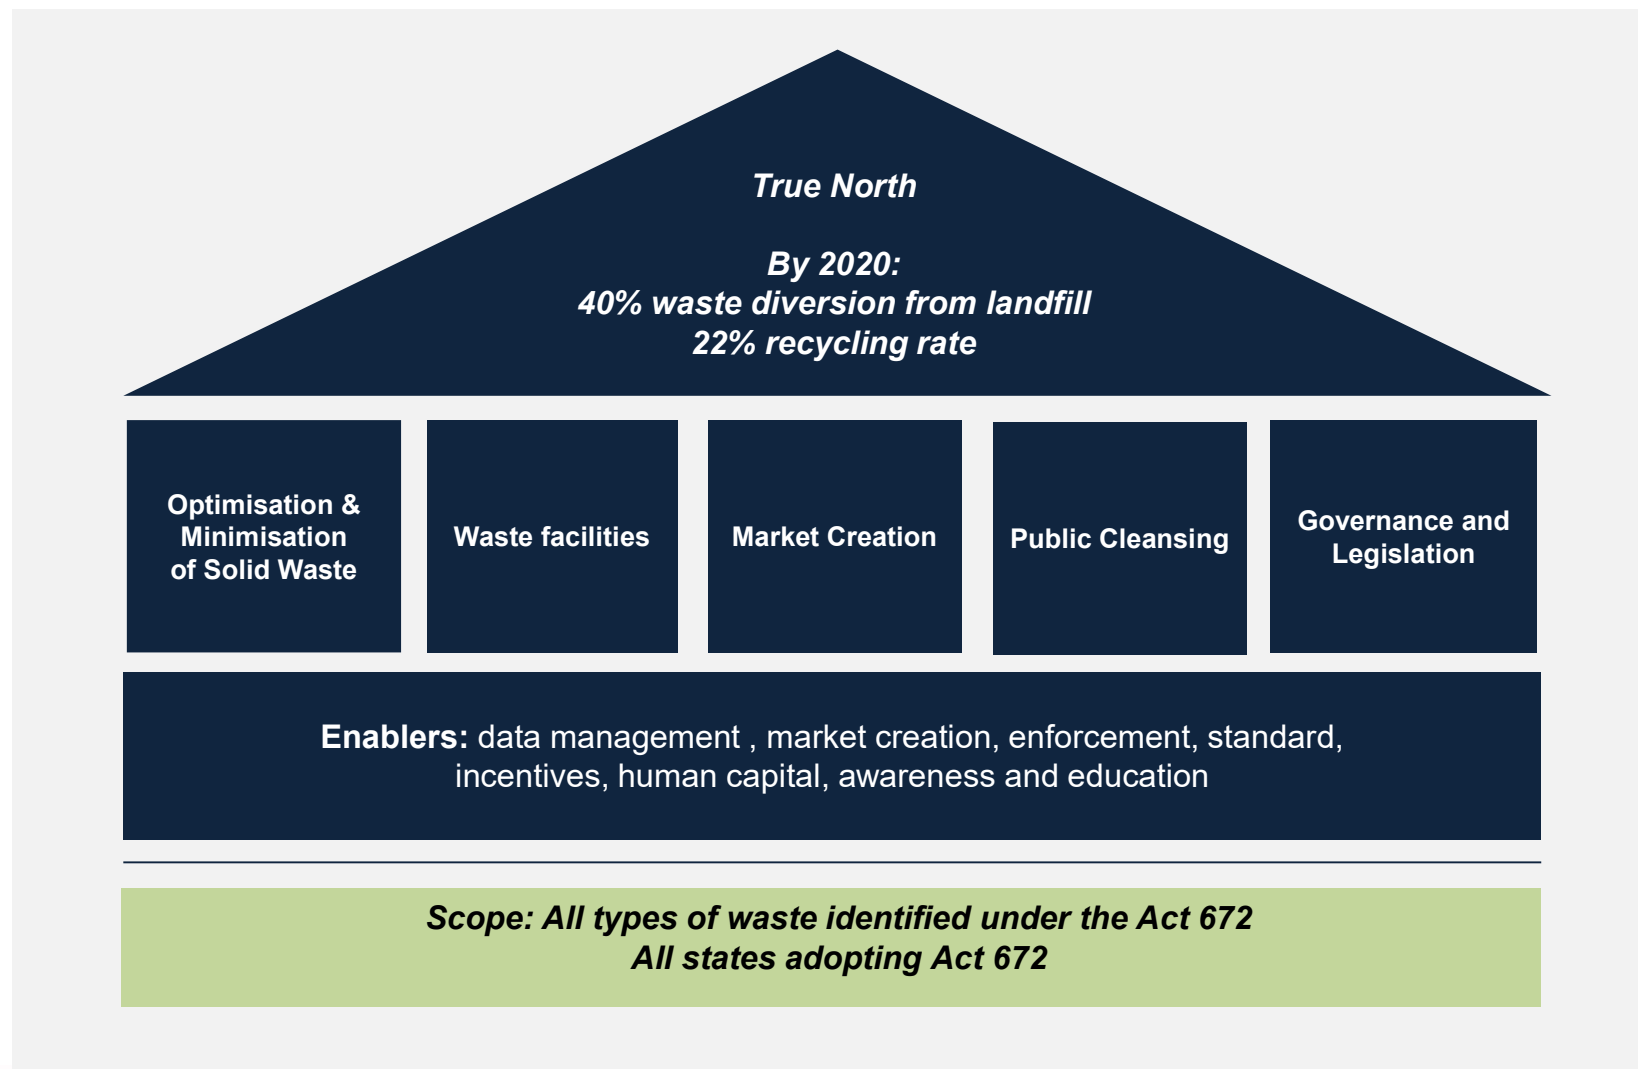 True North
By 2020:
40% waste diversion from landfill
22% recycling rate
Optimisation &
Minimisation
of Solid Waste
Waste facilities
Market Creation
Public Cleansing
Governance and
Legislation
Enablers: data management , market creation, enforcement, standard,
incentives, human capital, awareness and education
Scope: All types of waste identified under the Act 672
All states adopting Act 672